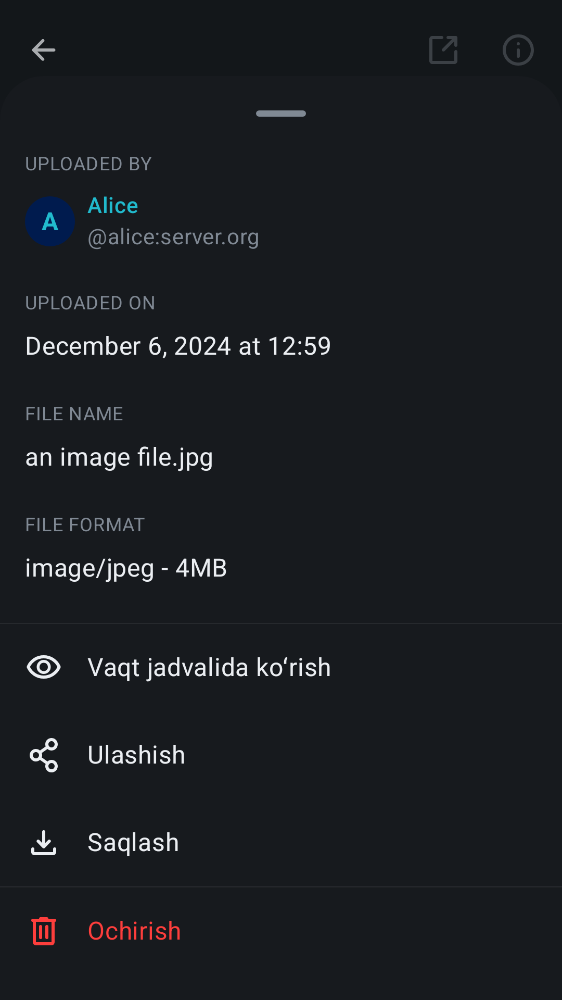 UPLOADED BY
A
Alice
@alice:server.org
UPLOADED ON
December 6, 2024 at 12:59
FILE NAME
an image file.jpg
FILE FORMAT
image/jpeg - 4MB
Vaqt jadvalida koʻrish
Ulashish
Saqlash
Ochirish